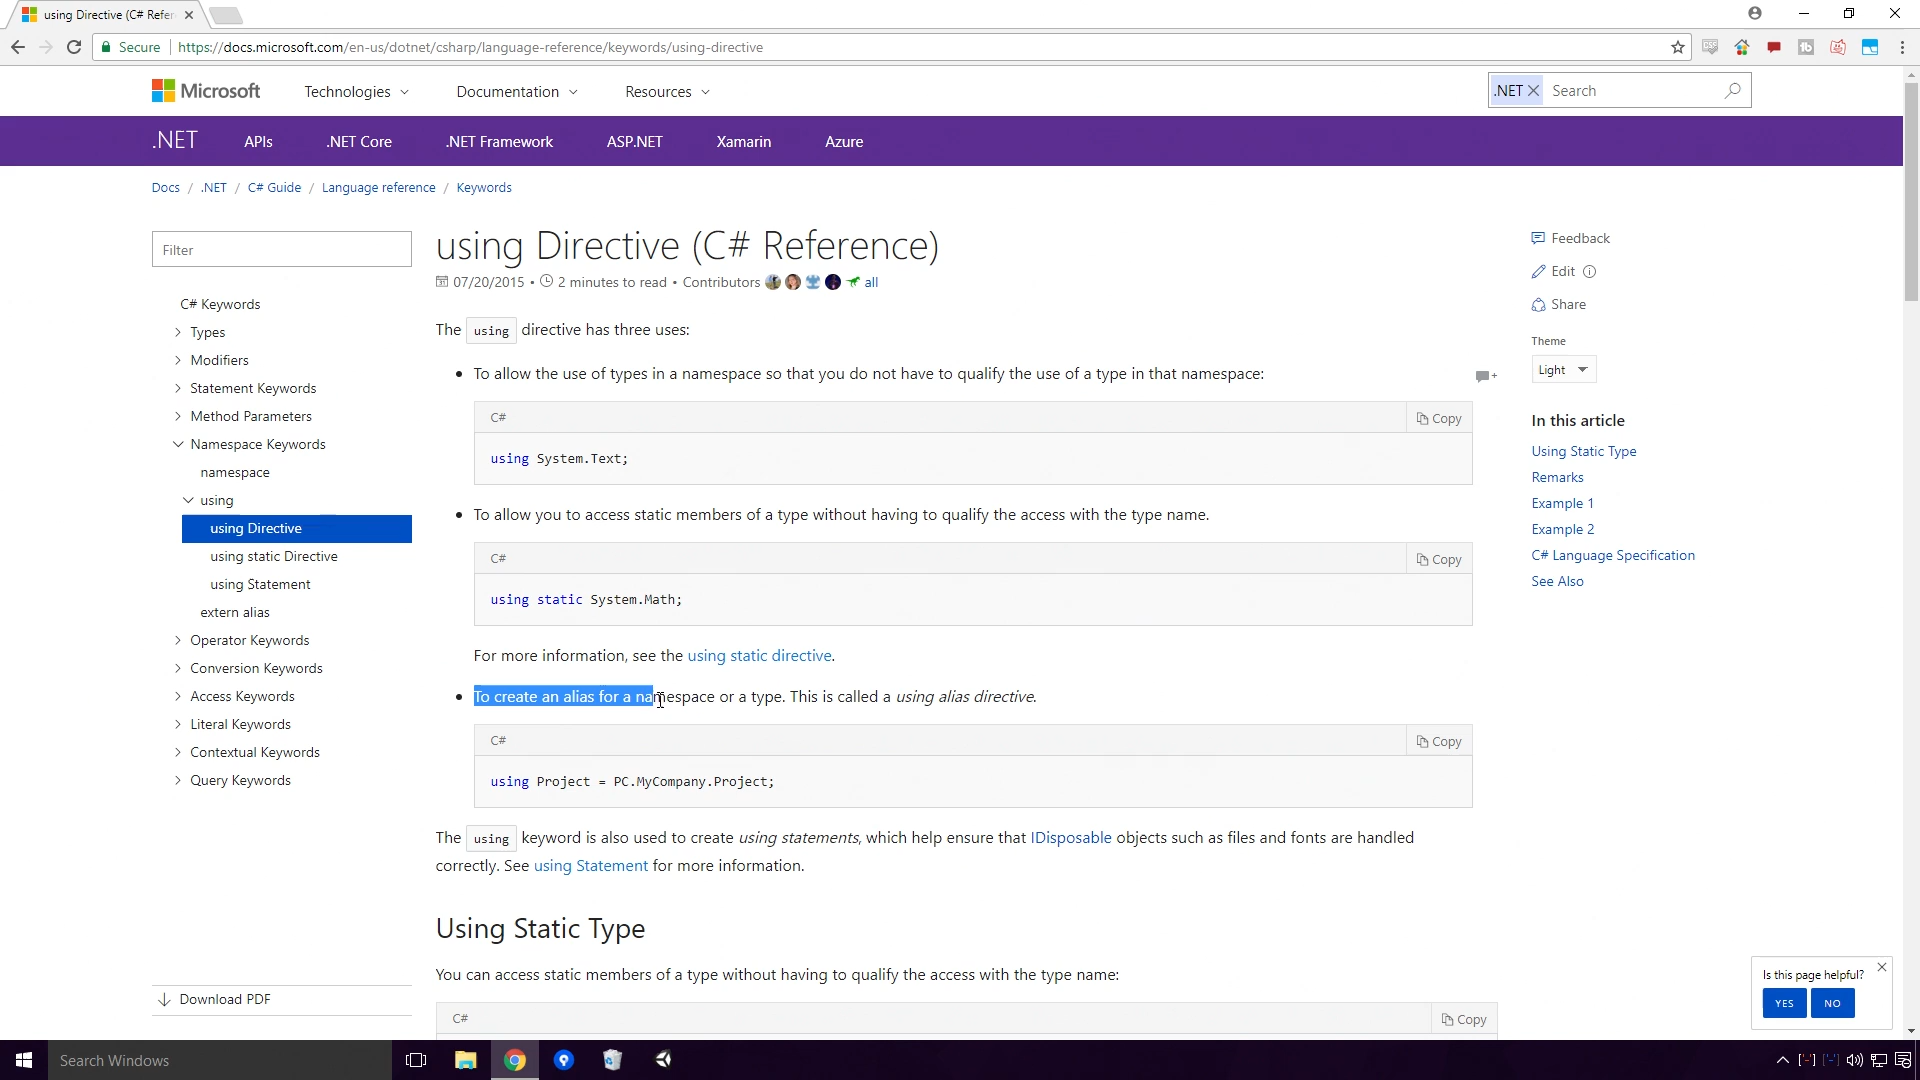 using Directive (C# Refer
Secure
https://docs.microsoft.com/en-us/dotnet/csharp/language-reference/keywords/using-directive
Microsoft
Technologies
Documentation
Resources
.NET
Search
.NET
APIs
.NET Core
.NET Framework
ASP.NET
Xamarin
Azure
Docs / .NET / C# Guide / Language reference / Keywords
Filter
C# Keywords
Types
Modifiers
Statement Keywords
Method Parameters
Namespace Keywords
namespace
using
using Directive
using static Directive
using Statement
extern alias
Operator Keywords
Conversion Keywords
Access Keywords
Literal Keywords
Contextual Keywords
Query Keywords
Download PDF
using Directive (C# Reference)
07/20/2015 • 2 minutes to read • Contributors all
The using directive has three uses:
• To allow the use of types in a namespace so that you do not have to qualify the use of a type in that namespace:
C#
Copy
using System.Text;
• To allow you to access static members of a type without having to qualify the access with the type name.
C#
Copy
using static System.Math;
For more information, see the using static directive.
• To create an alias for a namespace or a type. This is called a using alias directive.
C#
Copy
using Project = PC.MyCompany.Project;
The using keyword is also used to create using statements, which help ensure that IDisposable objects such as files and fonts are handled
correctly. See using Statement for more information.
Using Static Type
You can access static members of a type without having to qualify the access with the type name:
C#
Copy
Feedback
Edit
Share
Theme
Light
In this article
Using Static Type
Remarks
Example 1
Example 2
C# Language Specification
See Also
Is this page helpful?
YES
NO
Search Windows